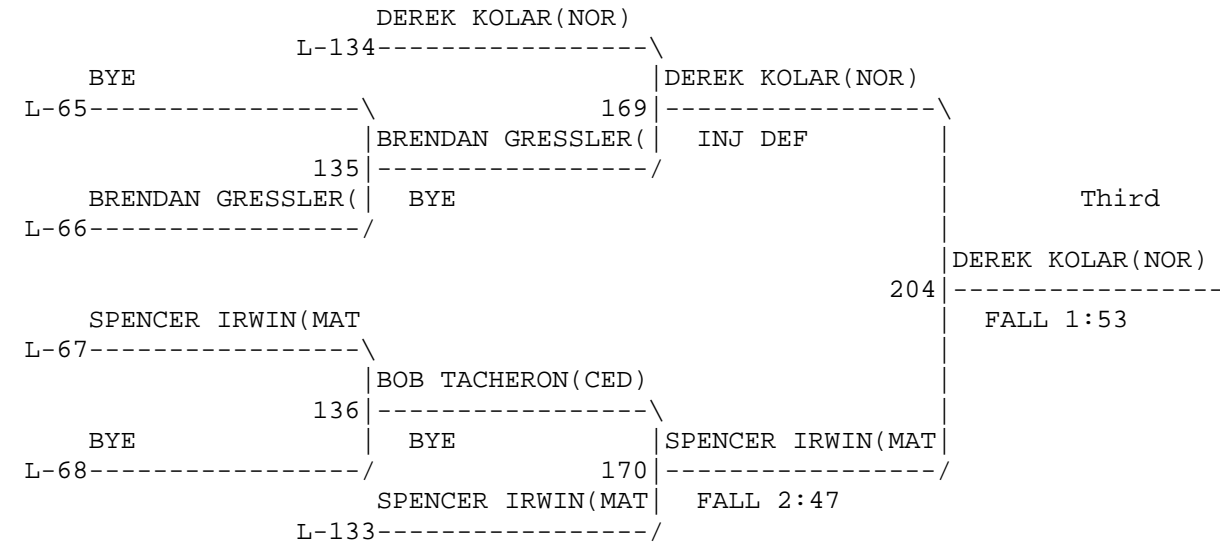 DEREK KOLAR(NOR)
L-134-----------------\
BYE |DEREK KOLAR(NOR)
L-65-----------------\ 169|-----------------\
|BRENDAN GRESSLER(| INJ DEF |
135|-----------------/ |
BRENDAN GRESSLER(| BYE | Third
L-66-----------------/ |
|DEREK KOLAR(NOR)
204|-----------------
SPENCER IRWIN(MAT | FALL 1:53
L-67-----------------\ |
|BOB TACHERON(CED) |
136|-----------------\ |
BYE | BYE |SPENCER IRWIN(MAT|
L-68-----------------/ 170|-----------------/
SPENCER IRWIN(MAT| FALL 2:47
L-133-----------------/